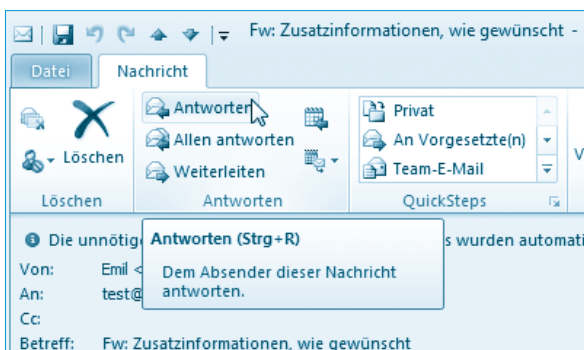 Fw: Zusatzinformationen, wie gewünscht -
Datei Nachricht
Löschen
Antworten
Allen antworten
Weiterleiten
Privat
An Vorgesetzte(n)
Team-E-Mail
V
Löschen Antworten QuickSteps
Die unnötig s wurden automati
Antworten (Strg+R)
Dem Absender dieser Nachricht
antworten.
Von: Emil <
An: test@
Cc:
Betreff: Fw: Zusatzinformationen, wie gewünscht